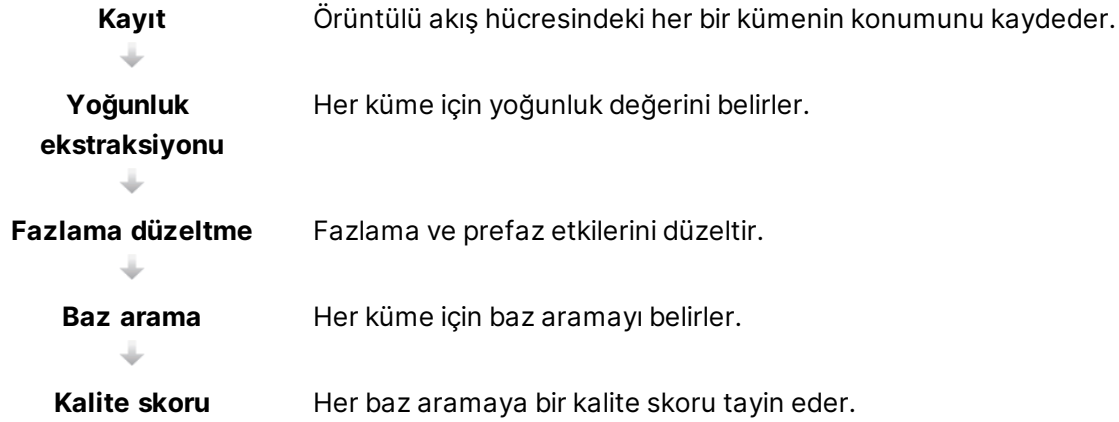 Kayıt
Örüntülü akış hücresindeki her bir kümenin konumunu kaydeder.
Yoğunluk
ekstraksiyonu
Her küme için yoğunluk değerini belirler.
Fazlama düzeltme
Fazlama ve prefaz etkilerini düzeltir.
Baz arama
Her küme için baz aramayı belirler.
Kalite skoru
Her baz aramaya bir kalite skoru tayin eder.